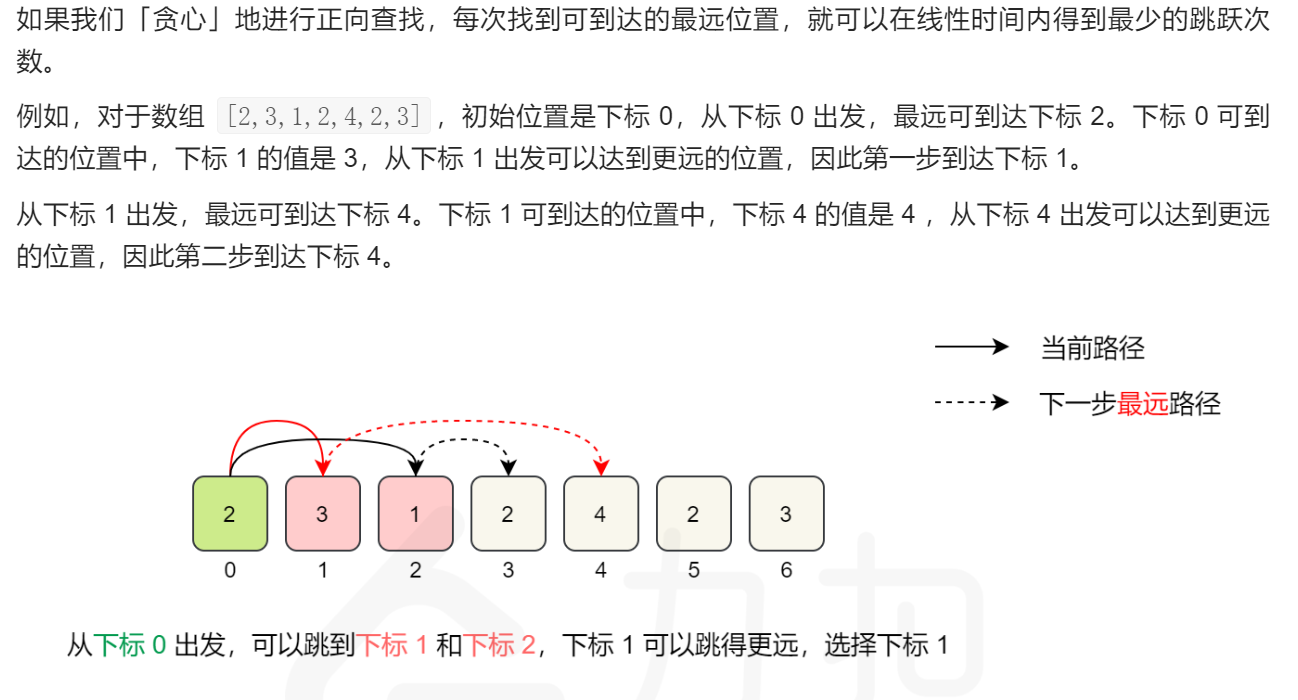 如果我们「贪心」地进行正向查找，每次找到可到达的最远位置，就可以在线性时间内得到最少的跳跃次
数。
例如，对于数组 [2,3,1,2,4,2,3] ，初始位置是下标 0，从下标 0 出发，最远可到达下标 2。下标 0 可到
达的位置中，下标 1 的值是 3，从下标 1 出发可以达到更远的位置，因此第一步到达下标 1。
从下标 1 出发，最远可到达下标 4。下标 1 可到达的位置中，下标 4 的值是 4 ，从下标 4 出发可以达到更远
的位置，因此第二步到达下标 4。
当前路径
下一步最远路径
2 3 1 2 4 2 3
0 1 2 3 4 5 6
从下标 0 出发，可以跳到下标 1 和下标 2，下标 1 可以跳得更远，选择下标 1
力扣